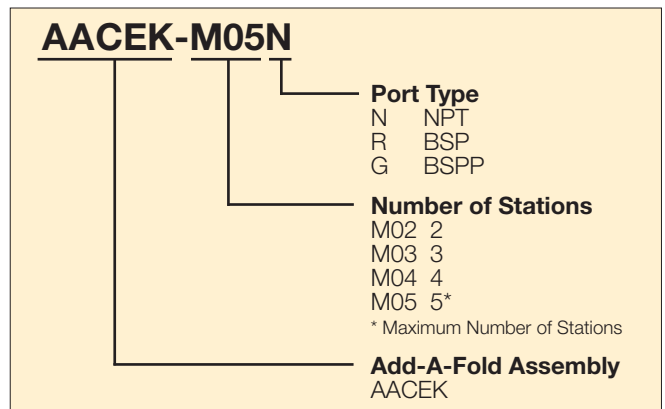 AACEK-M05N
Port Type
N NPT
R BSP
G BSPP
Number of Stations
M02 2
M03 3
M04 4
M05 5*
* Maximum Number of Stations
Add-A-Fold Assembly
AACEK